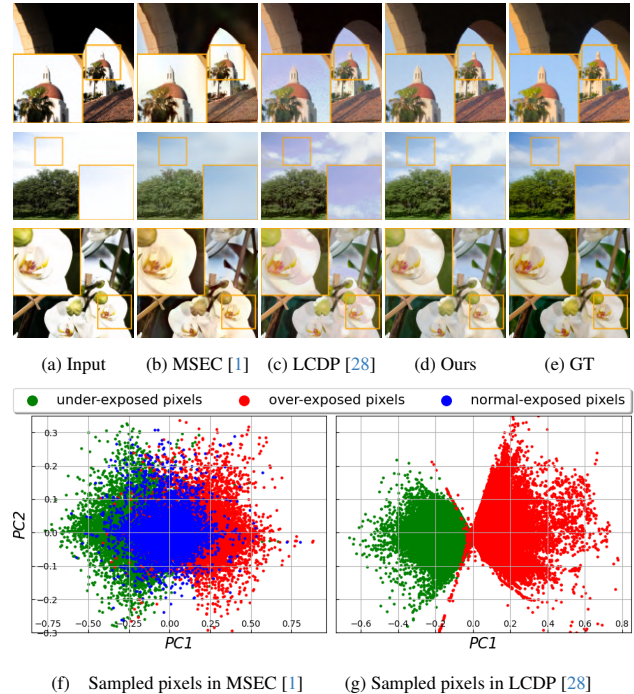 (a) Input (b) MSEC [1] (c) LCDP [28] (d) Ours (e) GT
under-exposed pixels over-exposed pixels normal-exposed pixels
0.3
0.2
0.1
0.0
−0.1
−0.2
−0.3
PC2
−0.75 −0.50 −0.25 0.00 0.25 0.50 0.75
PC1
−0.6 −0.4 −0.2 0.0 0.2 0.4 0.6 0.8
PC1
(f) Sampled pixels in MSEC [1] (g) Sampled pixels in LCDP [28]